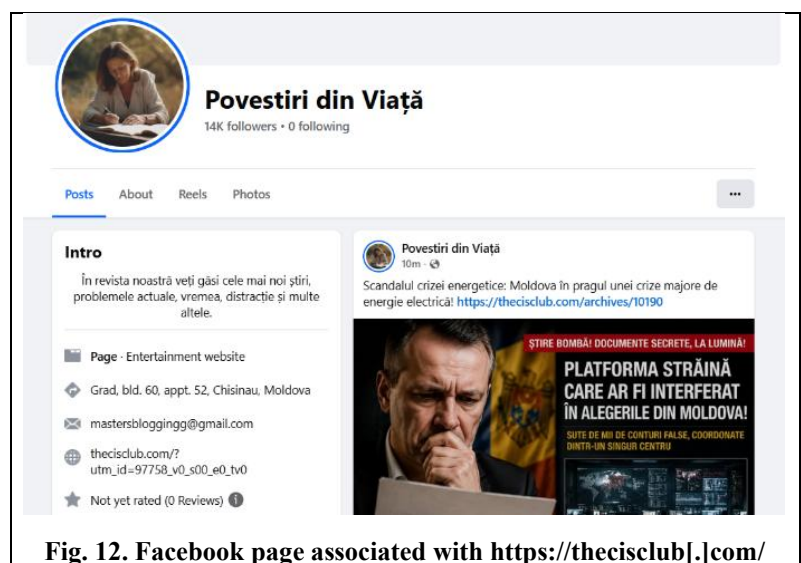 Povestiri din Viață
14K followers • 0 following
Posts About Reels Photos
Intro
În revista noastră veți găsi cele mai noi știri,
problemele actuale, vremea, distracție și multe
altele.
Page · Entertainment website
Grad, bld. 60, appt. 52, Chisinau, Moldova
mastersbloggingg@gmail.com
thecisclub.com/?
utm_id=97758_v0_s00_e0_tv0
Not yet rated (0 Reviews)
Povestiri din Viață
10m
Scandalul crizei energetice: Moldova în pragul unei crize majore de
energie electrică! https://thecisclub.com/archives/10190
ȘTIRE BOMBĂ! DOCUMENTE SECRETE, LA LUMINĂ!
PLATFORMA STRĂINĂ
CARE AR FI INTERFERAT
ÎN ALEGERILE DIN MOLDOVA!
SUTE DE MII DE CONTURI FALSE, COORDONATE
DINTR-UN SINGUR CENTRU
Fig. 12. Facebook page associated with https://thecisclub[.]com/